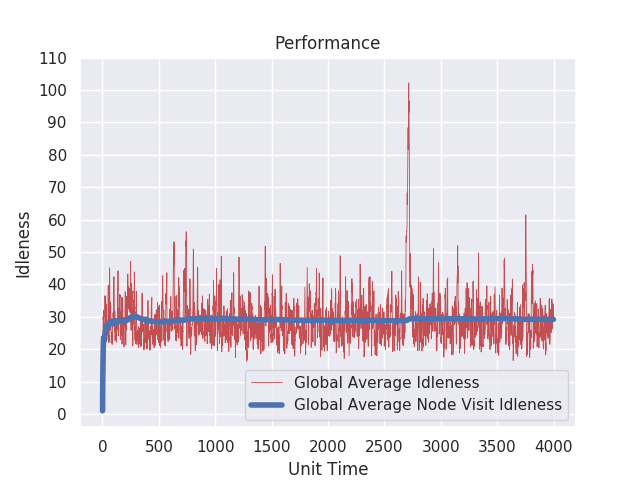 Performance
110
100
90
80
70
60
50
40
30
20
10
0
Idleness
Global Average Idleness
Global Average Node Visit Idleness
0 500 1000 1500 2000 2500 3000 3500 4000
Unit Time